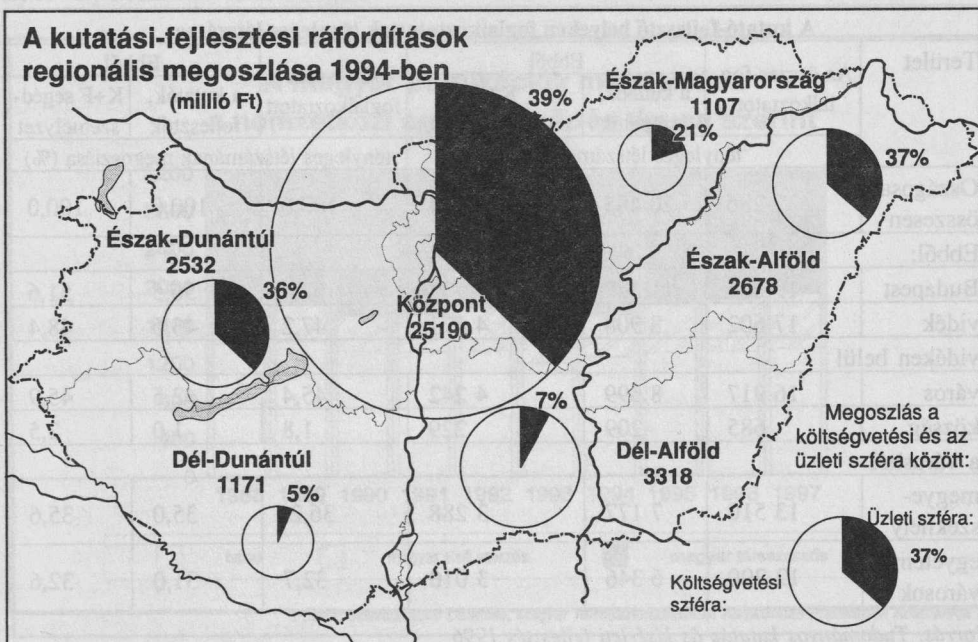 A kutatási-fejlesztési ráfordítások
regionális megoszlása 1994-ben
(millió Ft)
39%
Észak-Magyarország
1107
21%
37%
Észak-Dunántúl
2532
36%
Központ
25190
Észak-Alföld
2678
7%
Dél-Dunántúl
1171
5%
Dél-Alföld
3318
Megoszlás a
költségvetési és az
üzleti szféra között:
Üzleti szféra:
37%
Költségvetési
szféra: